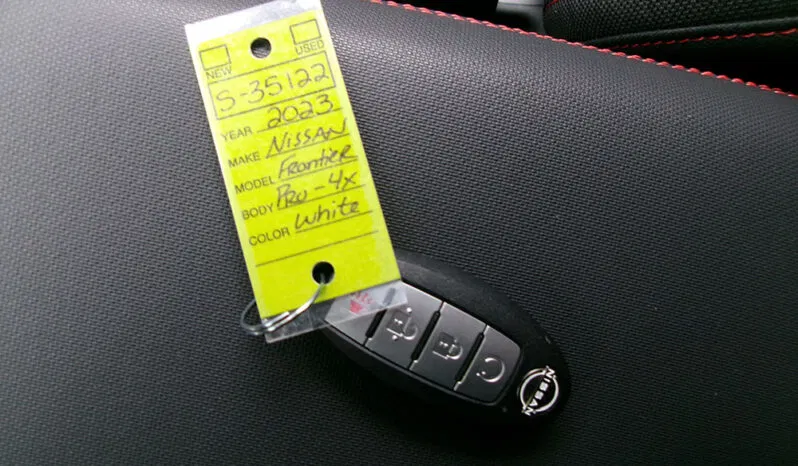 NEW USED
S-35122
YEAR 2023
MAKE NISSAN
MODEL Frontier
BODY PRO-4x
COLOR White
NISSAN